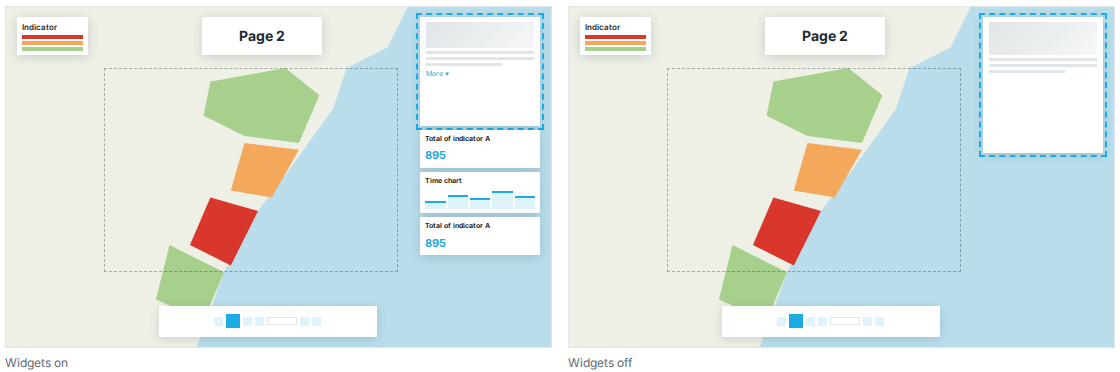 Indicator
Page 2
More ▾
Total of indicator A
895
Time chart
Total of indicator A
895
Widgets on
Indicator
Page 2
Widgets off